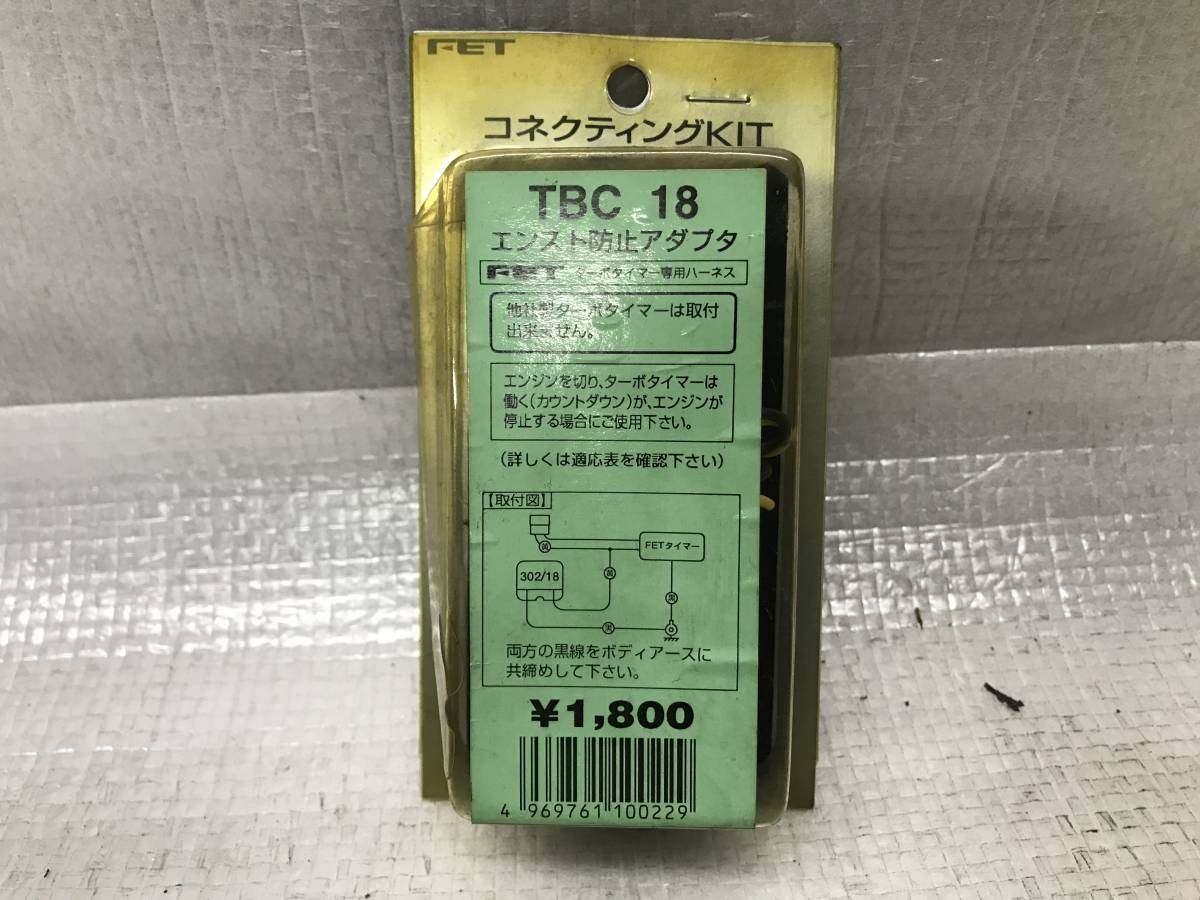 FET
コネクティングKIT
TBC 18
エンスト防止アダプタ
FET ターボタイマー専用ハーネス
他社製ターボタイマーは取付
出来ません。
エンジンを切り、ターボタイマーは
働く(カウントダウン)が、エンジンが
停止する場合にご使用下さい。
(詳しくは適応表を確認下さい)
【取付図】
FETタイマー
302/18
黒
黒
両方の黒線をボディアースに
共締めして下さい。
¥1,800
4 969761 100229